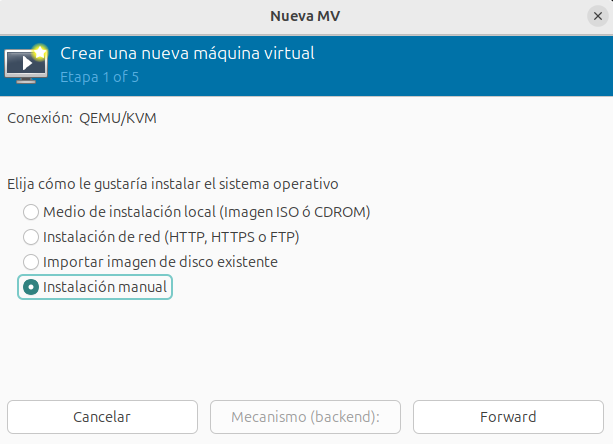 Nueva MV
Crear una nueva máquina virtual
Etapa 1 of 5
Conexión: QEMU/KVM
Elija cómo le gustaría instalar el sistema operativo
Medio de instalación local (Imagen ISO ó CDROM)
Instalación de red (HTTP, HTTPS o FTP)
Importar imagen de disco existente
Instalación manual
Cancelar
Mecanismo (backend):
Forward